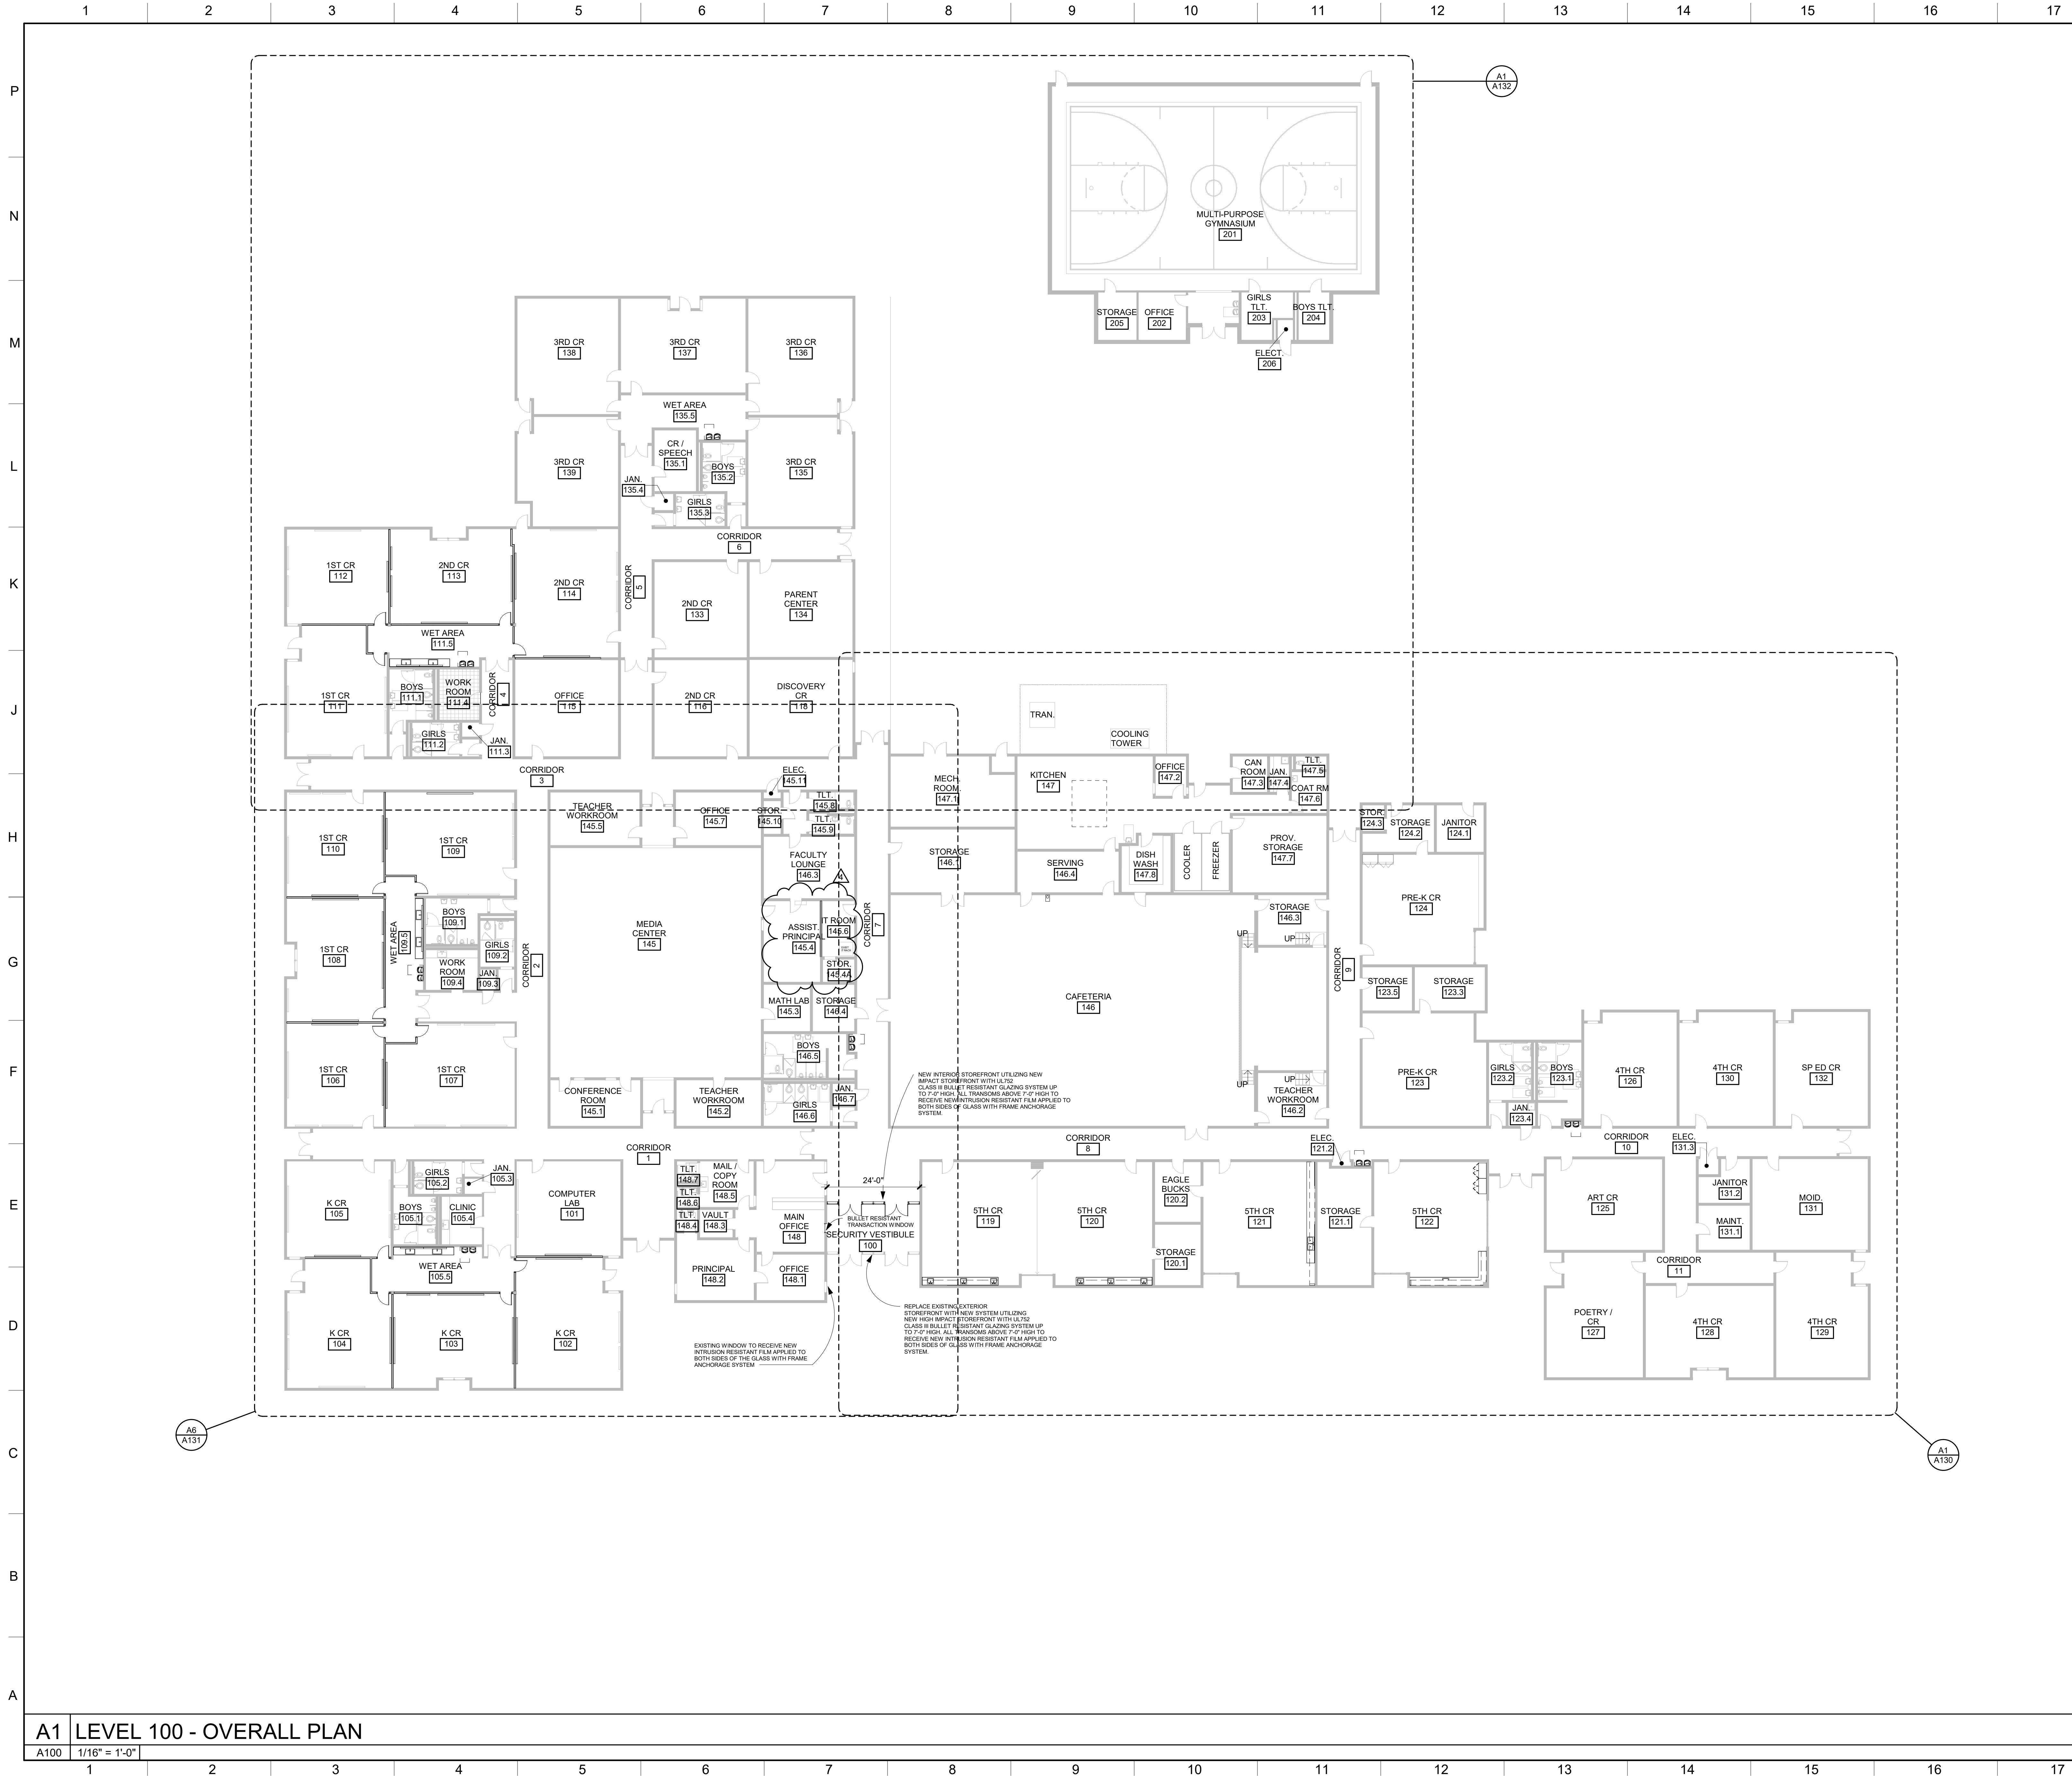 1 2 3 4 5 6 7 8 9 10 11 12 13 14 15 16 17
P
N
M
L
K
J
H
G
F
E
D
C
B
A
A1
A132
MULTI-PURPOSE
GYMNASIUM
201
STORAGE
205
OFFICE
202
GIRLS
TLT.
203
BOYS TLT.
204
ELECT.
206
3RD CR
138
3RD CR
137
3RD CR
136
WET AREA
135.5
3RD CR
139
CR /
SPEECH
135.1
BOYS
135.2
3RD CR
135
JAN.
135.4
GIRLS
135.3
CORRIDOR
6
1ST CR
112
2ND CR
113
2ND CR
114
CORRIDOR
5
2ND CR
133
PARENT
CENTER
134
WET AREA
111.5
1ST CR
111
BOYS
111.1
WORK
ROOM
111.4
CORRIDOR
4
OFFICE
115
2ND CR
116
DISCOVERY
CR
118
GIRLS
111.2
JAN.
111.3
TRAN.
COOLING
TOWER
CORRIDOR
3
ELEC.
145.11
MECH.
ROOM
147.1
KITCHEN
147
OFFICE
147.2
CAN
ROOM
147.3
JAN.
147.4
TLT.
147.5
COAT RM
147.6
1ST CR
110
1ST CR
109
TEACHER
WORKROOM
145.5
OFFICE
145.7
STOR.
145.10
TLT.
145.8
TLT.
145.9
FACULTY
LOUNGE
146.3
4
STORAGE
146.1
SERVING
146.4
DISH
WASH
147.8
COOLER
FREEZER
PROV.
STORAGE
147.7
STOR.
124.3
STORAGE
124.2
JANITOR
124.1
PRE-K CR
124
1ST CR
108
WET AREA
109.5
BOYS
109.1
GIRLS
109.2
WORK
ROOM
109.4
JAN.
109.3
CORRIDOR
2
MEDIA
CENTER
145
ASSIST.
PRINCIPAL
145.4
IT ROOM
145.6
STOR.
145.4A
CORRIDOR
7
MATH LAB
145.3
STORAGE
146.4
CAFETERIA
146
STORAGE
146.3
UP
UP
CORRIDOR
9
STORAGE
123.5
STORAGE
123.3
1ST CR
106
1ST CR
107
CONFERENCE
ROOM
145.1
TEACHER
WORKROOM
145.2
BOYS
146.5
GIRLS
146.6
JAN.
146.7
NEW INTERIOR STOREFRONT UTILIZING NEW
IMPACT STOREFRONT WITH UL752
CLASS III BULLET RESISTANT GLAZING SYSTEM UP
TO 7'-0" HIGH. ALL TRANSOMS ABOVE 7'-0" HIGH TO
RECEIVE NEW INTRUSION RESISTANT FILM APPLIED TO
BOTH SIDES OF GLASS WITH FRAME ANCHORAGE
SYSTEM.
UP
UP
TEACHER
WORKROOM
146.2
PRE-K CR
123
GIRLS
123.2
BOYS
123.1
JAN.
123.4
4TH CR
126
4TH CR
130
SP ED CR
132
CORRIDOR
1
CORRIDOR
8
ELEC.
121.2
CORRIDOR
10
ELEC.
131.3
K CR
105
GIRLS
105.2
JAN.
105.3
BOYS
105.1
CLINIC
105.4
COMPUTER
LAB
101
TLT.
148.7
TLT.
148.6
TLT.
148.4
MAIL /
COPY
ROOM
148.5
VAULT
148.3
MAIN
OFFICE
148
24'-0"
BULLET RESISTANT
TRANSACTION WINDOW
SECURITY VESTIBULE
100
5TH CR
119
5TH CR
120
EAGLE
BUCKS
120.2
STORAGE
120.1
5TH CR
121
STORAGE
121.1
5TH CR
122
ART CR
125
JANITOR
131.2
MAINT.
131.1
MOID.
131
WET AREA
105.5
PRINCIPAL
148.2
OFFICE
148.1
CORRIDOR
11
K CR
104
K CR
103
K CR
102
REPLACE EXISTING EXTERIOR
STOREFRONT WITH NEW SYSTEM UTILIZING
NEW HIGH IMPACT STOREFRONT WITH UL752
CLASS III BULLET RESISTANT GLAZING SYSTEM UP
TO 7'-0" HIGH. ALL TRANSOMS ABOVE 7'-0" HIGH TO
RECEIVE NEW INTRUSION RESISTANT FILM APPLIED TO
BOTH SIDES OF GLASS WITH FRAME ANCHORAGE
SYSTEM.
EXISTING WINDOW TO RECEIVE NEW
INTRUSION RESISTANT FILM APPLIED TO
BOTH SIDES OF THE GLASS WITH FRAME
ANCHORAGE SYSTEM
POETRY /
CR
127
4TH CR
128
4TH CR
129
A6
A131
A1
A130
A1 LEVEL 100 - OVERALL PLAN
A100 1/16" = 1'-0"
1 2 3 4 5 6 7 8 9 10 11 12 13 14 15 16 17